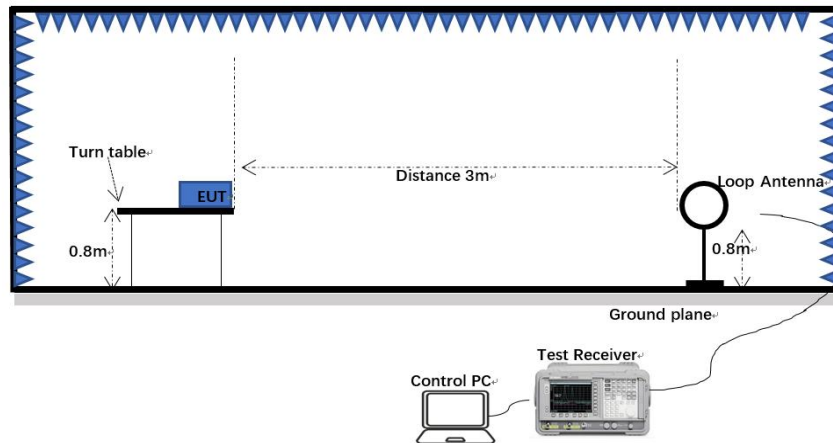 Turn table
EUT
Distance 3m
Loop Antenna
0.8m
0.8m
Ground plane
Test Receiver
Control PC